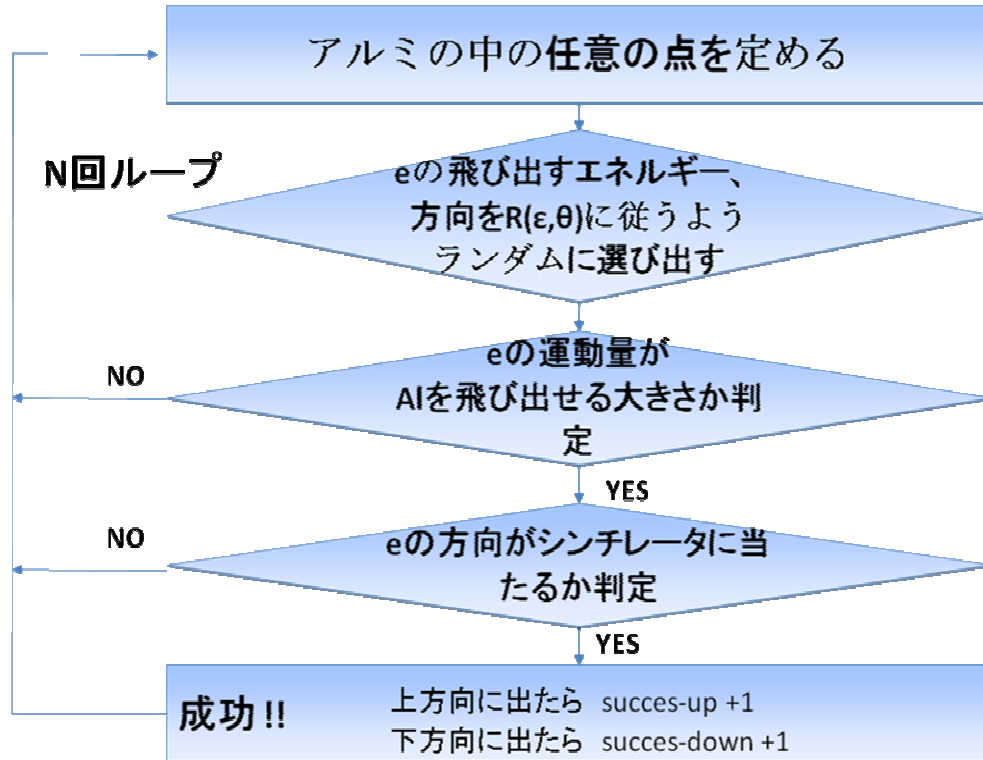 アルミの中の任意の点を定める
N回ループ
eの飛び出すエネルギー、
方向をR(ε,θ)に従うよう
ランダムに選び出す
eの運動量が
Alを飛び出せる大きさか判
定
NO
YES
eの方向がシンチレータに当
たるか判定
NO
YES
成功!!
上方向に出たら succes-up +1
下方向に出たら succes-down +1